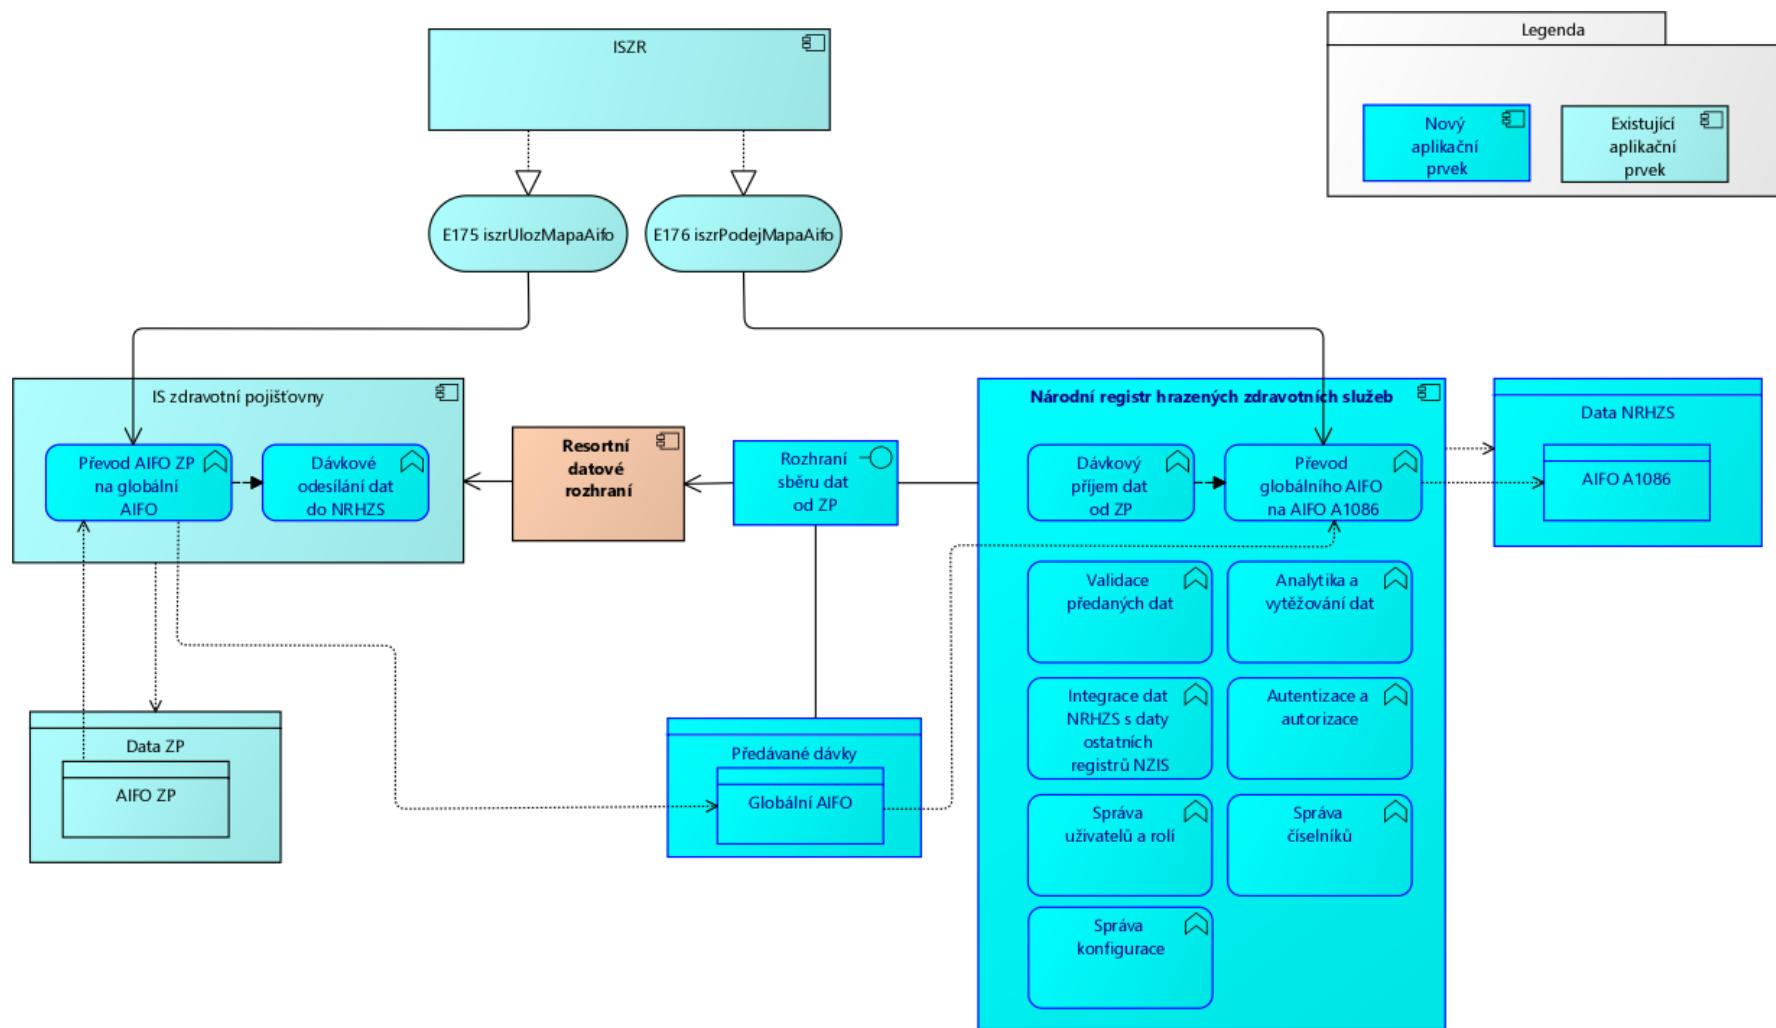 ISZR
Legenda
Nový
aplikační
prvek
Existující
aplikační
prvek
E175 iszrUlozMapaAifo
E176 iszrPodejMapaAifo
IS zdravotní pojišťovny
Převod AIFO ZP
na globální
AIFO
Dávkové
odesílání dat
do NRHZS
Resortní
datové
rozhraní
Rozhraní
sběru dat
od ZP
Národní registr hrazených zdravotních služeb
Dávkový
příjem dat
od ZP
Převod
globálního AIFO
na AIFO A1086
Data NRHZS
AIFO A1086
Validace
předaných dat
Analytika a
vytěžování dat
Integrace dat
NRHZS s daty
ostatních
registrů NZIS
Autentizace a
autorizace
Data ZP
AIFO ZP
Předávané dávky
Globální AIFO
Správa
uživatelů a rolí
Správa
číselníků
Správa
konfigurace